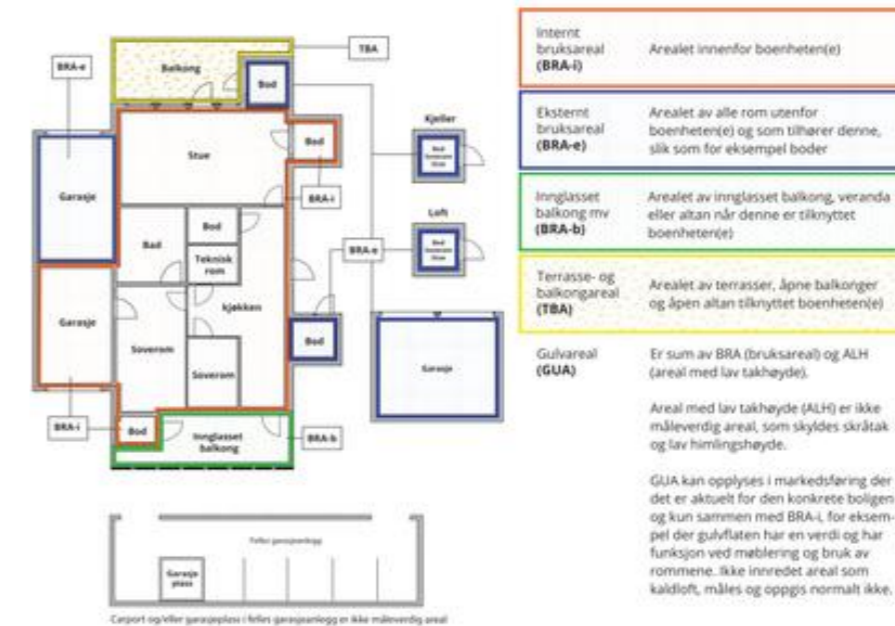 TBA
BRA-e
Balkong
Bod
Kjeller
Bod
Stue
Bod
Garasje
BRA-i
Loft
Bod
Bad
BRA-e
Teknisk
rom
Bod
kjøkken
Garasje
Bod
Soverom
Garasje
Soverom
BRA-i
Bod
Innglasset
balkong
BRA-b
Felles garasjeanlegg
Garasje
plass
Carport og/eller garasjeplass i felles garasjeanlegg er ikke måleverdig areal
Internt
bruksareal
(BRA-i)
Arealet innenfor boenheten(e)
Eksternt
bruksareal
(BRA-e)
Arealet av alle rom utenfor
boenheten(e) og som tilhører denne,
slik som for eksempel boder
Innglasset
balkong mv
(BRA-b)
Arealet av innglasset balkong, veranda
eller altan når denne er tilknyttet
boenheten(e)
Terrasse- og
balkongareal
(TBA)
Arealet av terrasser, åpne balkonger
og åpen altan tilknyttet boenheten(e)
Gulvareal
(GUA)
Er sum av BRA (bruksareal) og ALH
(areal med lav takhøyde).
Areal med lav takhøyde (ALH) er ikke
måleverdig areal, som skyldes skråtak
og lav himlingshøyde.
GUA kan opplyses i markedsføring der
det er aktuelt for den konkrete boligen
og kun sammen med BRA-i, for eksem-
pel der gulvflaten har en verdi og har
funksjon ved møblering og bruk av
rommene. Ikke innredet areal som
kaldloft, måles og oppgis normalt ikke.